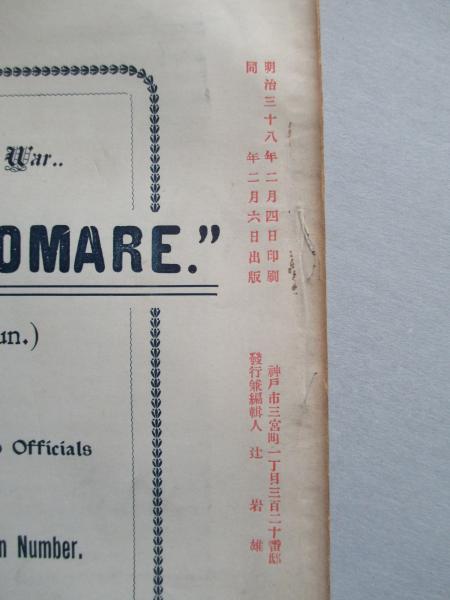 War..
OMARE."
un.)
Officials
n Number.
明治三十八年二月四日印刷
同年二月六日出版
神戸市三宮町一丁目三百二十番邸
發行兼編輯人 辻岩雄